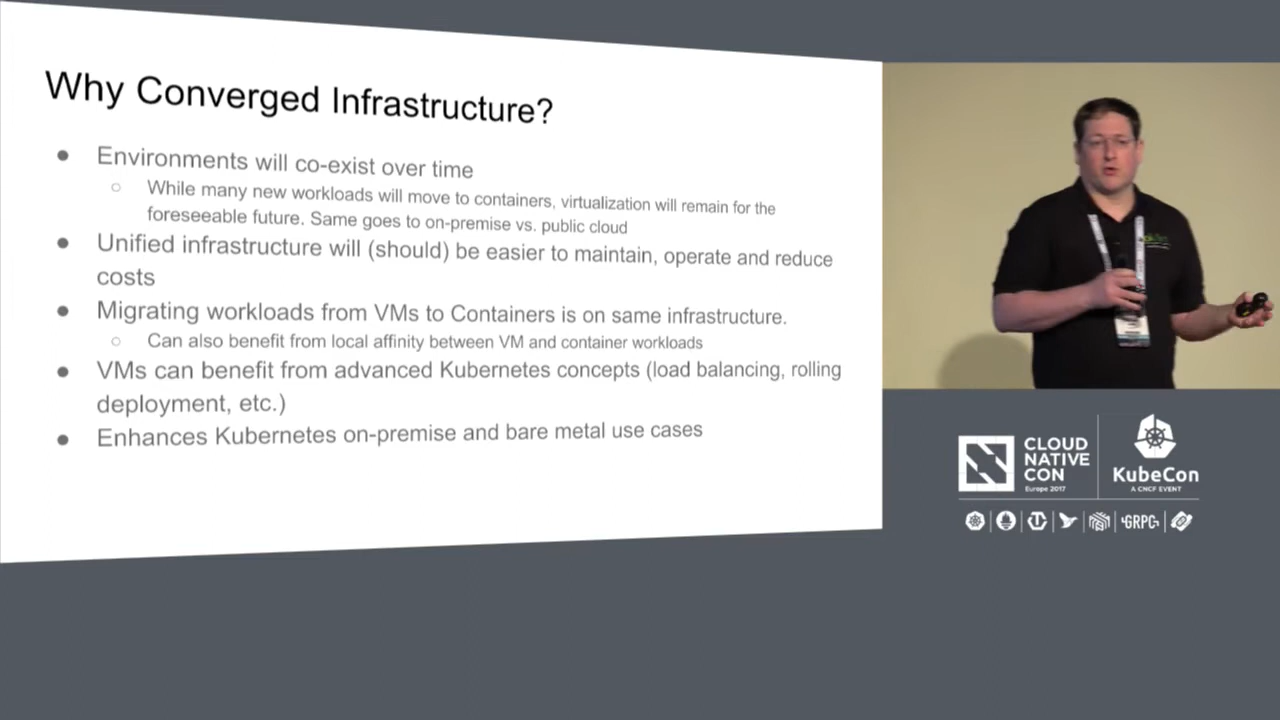 Why Converged Infrastructure?
● Environments will co-exist over time
○ While many new workloads will move to containers, virtualization will remain for the
foreseeable future. Same goes to on-premise vs. public cloud
● Unified infrastructure will (should) be easier to maintain, operate and reduce
costs
● Migrating workloads from VMs to Containers is on same infrastructure.
○ Can also benefit from local affinity between VM and container workloads
● VMs can benefit from advanced Kubernetes concepts (load balancing, rolling
deployment, etc.)
● Enhances Kubernetes on-premise and bare metal use cases
CLOUD
NATIVE
CON
Europe 2017
KubeCon
A CNCF EVENT
GRPC